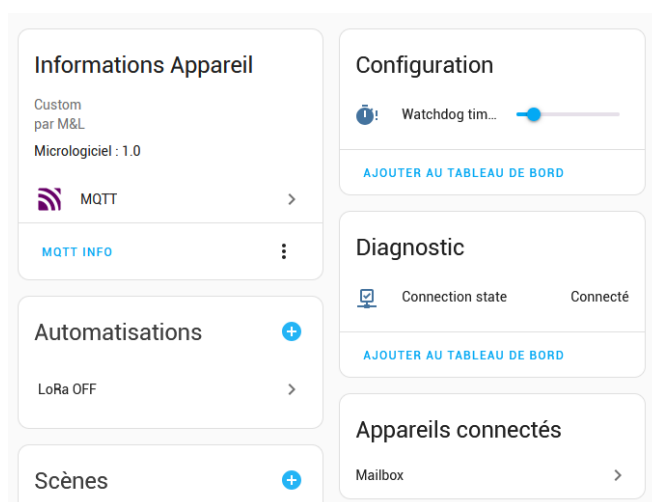 Informations Appareil
Custom
par M&L
Micrologiciel : 1.0
MQTT
MQTT INFO
Automatisations
LoRa OFF
Scènes
Configuration
Watchdog tim...
AJOUTER AU TABLEAU DE BORD
Diagnostic
Connection state Connecté
AJOUTER AU TABLEAU DE BORD
Appareils connectés
Mailbox